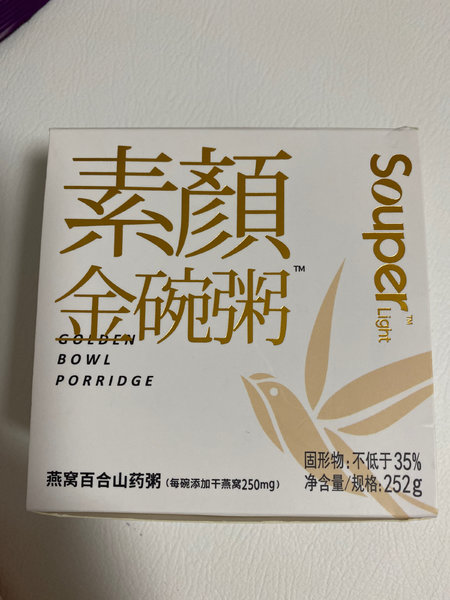 素顔
金碗粥™
GOLDEN
BOWL
PORRIDGE
Souper™
Light
固形物:不低于35%
净含量/规格:252g
燕窝百合山药粥(每碗添加干燕窝250mg)